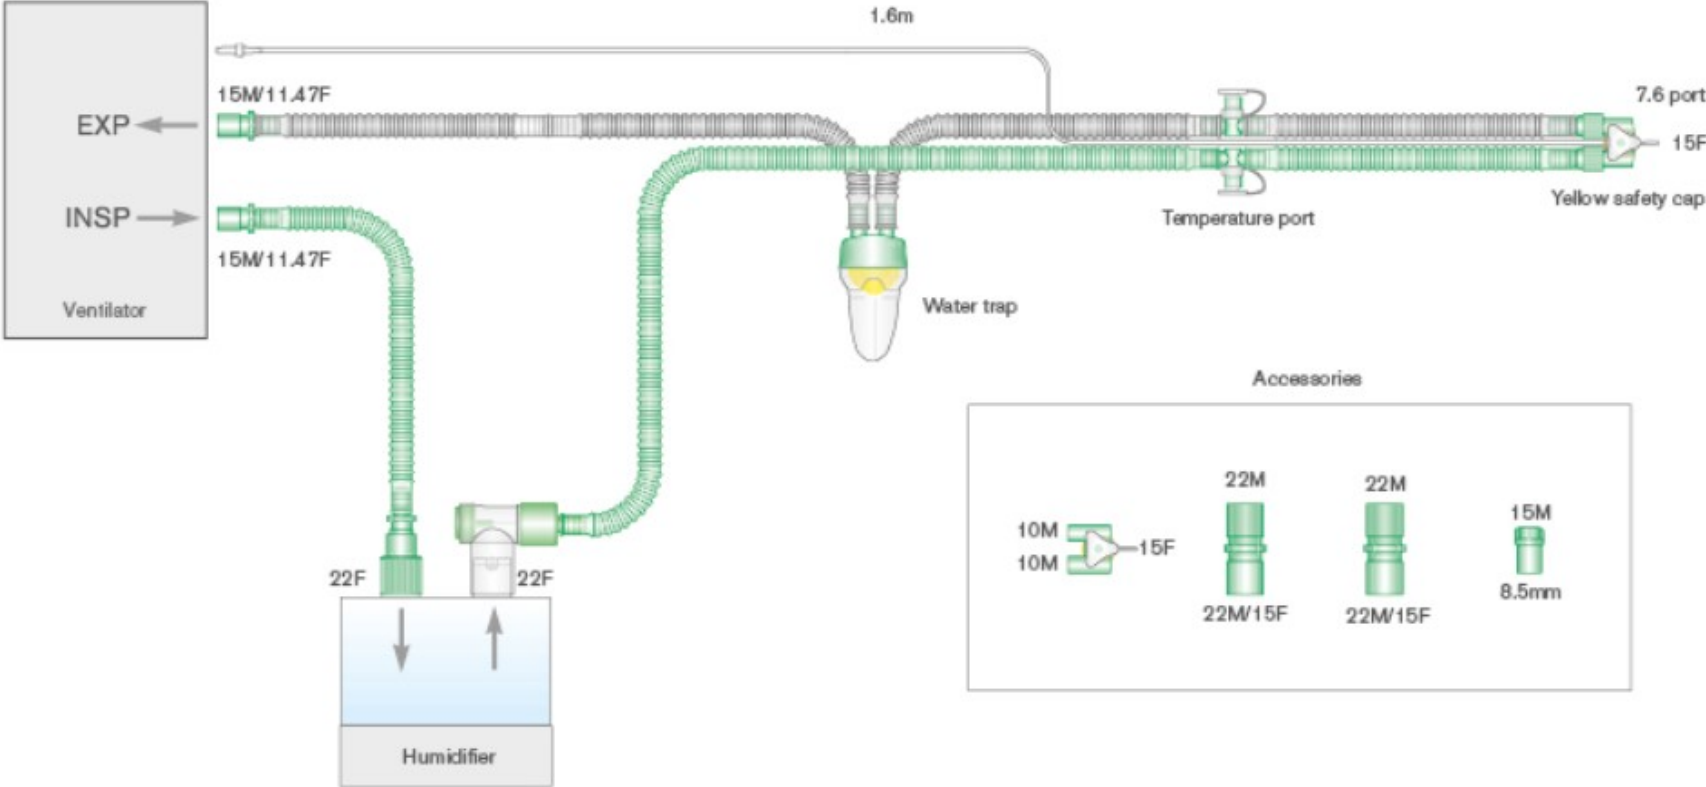 1.6m
15M/11.47F
7.6 port
EXP
15F
Yellow safety cap
INSP
Temperature port
15M/11.47F
Ventilator
Water trap
Accessories
22M
22M
15M
10M
15F
10M
22F
22F
8.5mm
22M/15F
22M/15F
Humidifier